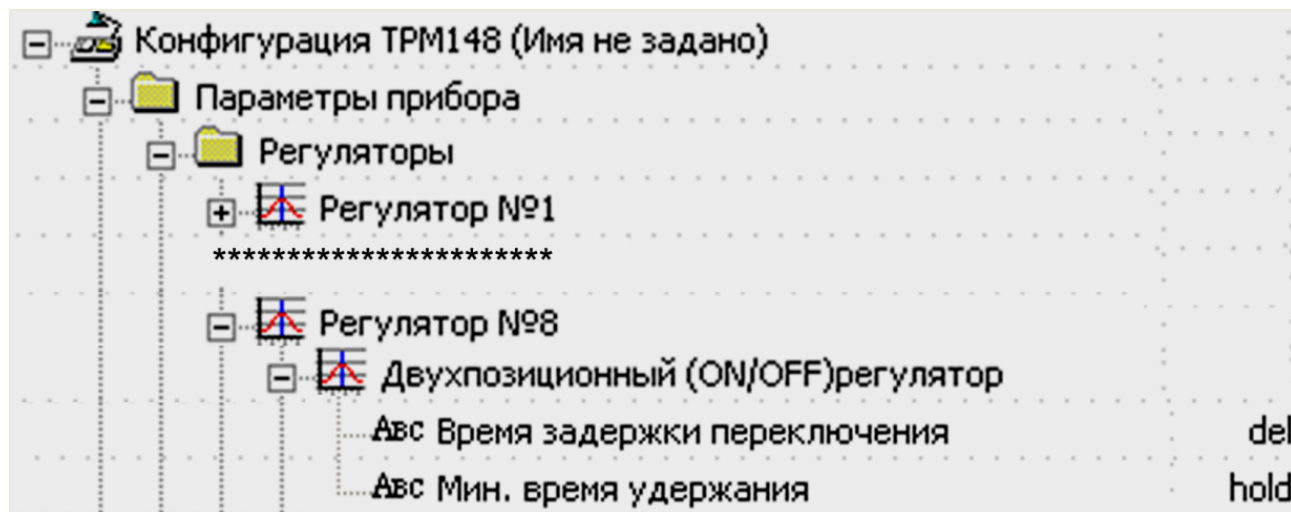 Конфигурация ТРМ148 (Имя не задано)
Параметры прибора
Регуляторы
Регулятор №1
***********************
Регулятор №8
Двухпозиционный (ON/OFF)регулятор
Авс Время задержки переключения del
Авс Мин. время удержания hold